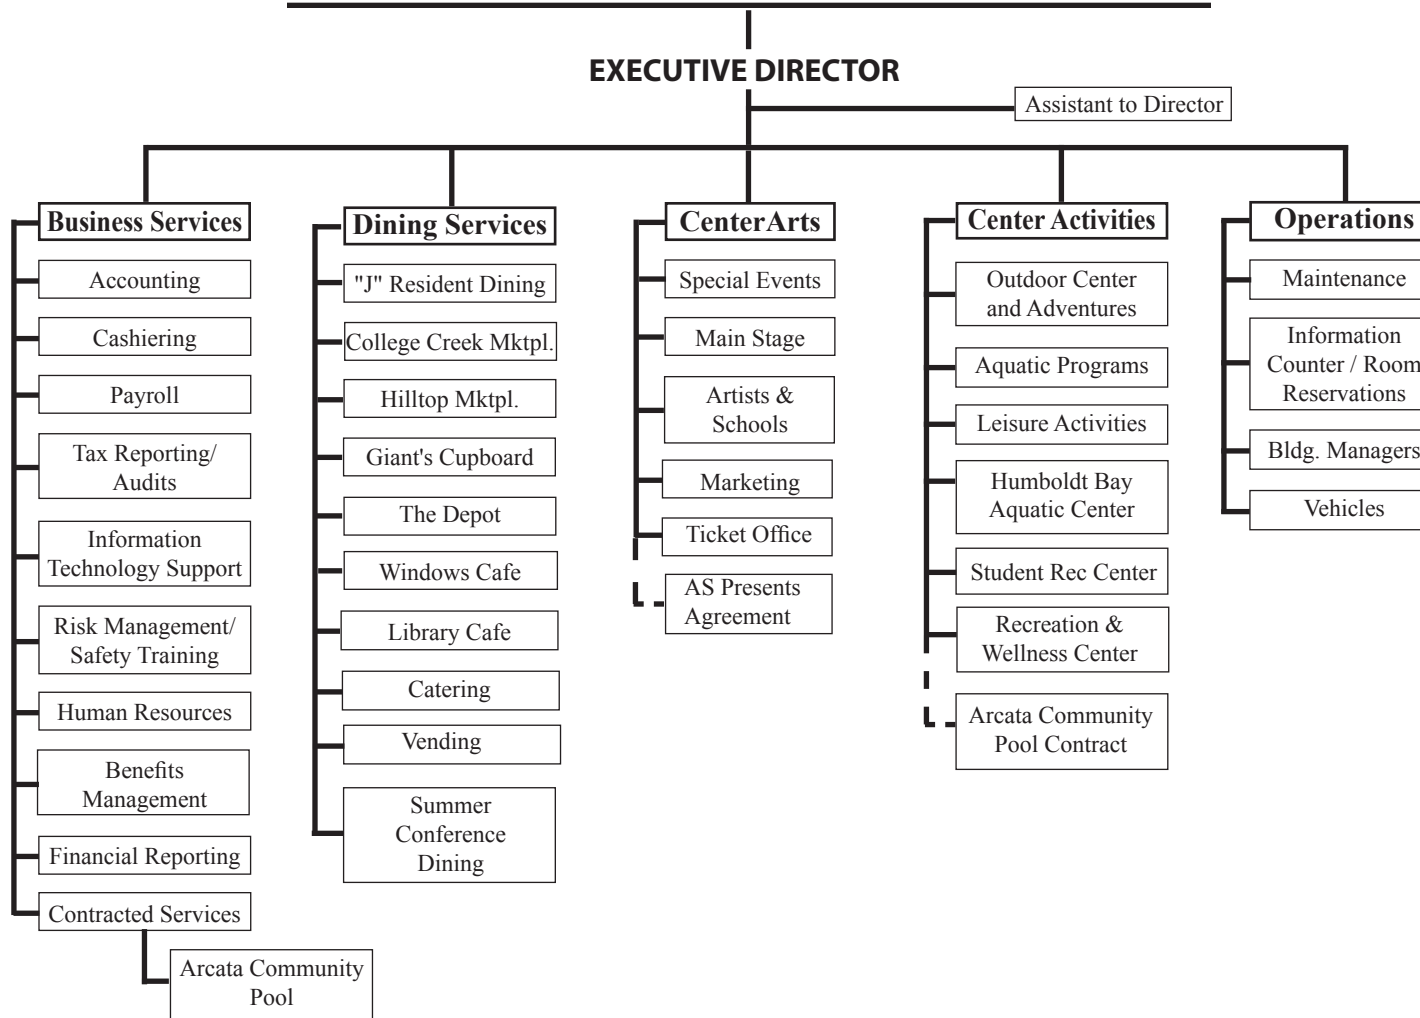 EXECUTIVE DIRECTOR
Assistant to Director
Business Services
Accounting
Cashiering
Payroll
Tax Reporting/
Audits
Information
Technology Support
Risk Management/
Safety Training
Human Resources
Benefits
Management
Financial Reporting
Contracted Services
Arcata Community
Pool
Dining Services
"J" Resident Dining
College Creek Mktpl.
Hilltop Mktpl.
Giant's Cupboard
The Depot
Windows Cafe
Library Cafe
Catering
Vending
Summer
Conference
Dining
CenterArts
Special Events
Main Stage
Artists &
Schools
Marketing
Ticket Office
AS Presents
Agreement
Center Activities
Outdoor Center
and Adventures
Aquatic Programs
Leisure Activities
Humboldt Bay
Aquatic Center
Student Rec Center
Recreation &
Wellness Center
Arcata Community
Pool Contract
Operations
Maintenance
Information
Counter / Room
Reservations
Bldg. Managers
Vehicles